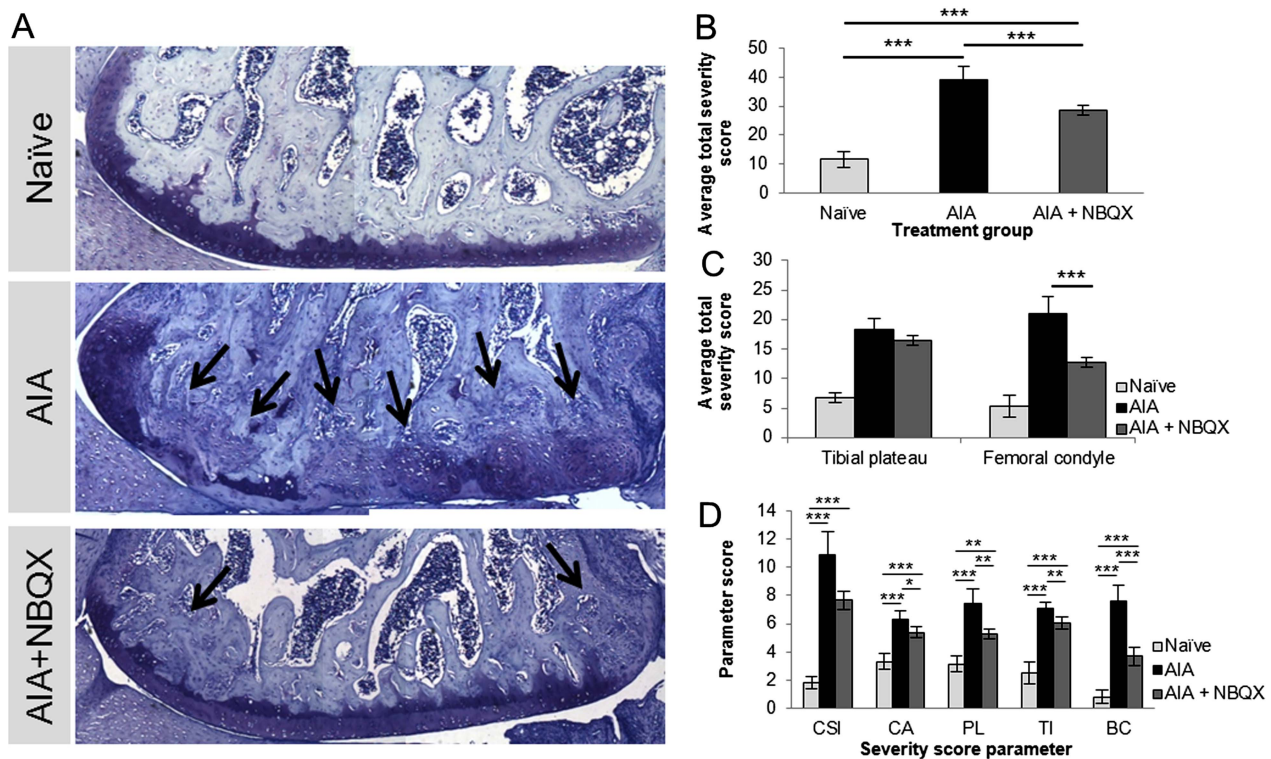 A
Naïve
AIA
AIA+NBQX
B
***
***
***
Average total severity
score
50
40
30
20
10
0
Naïve
AIA
AIA + NBQX
Treatment group
C
Average total
severity score
30
25
20
15
10
5
0
***
Tibial plateau
Femoral condyle
Naïve
AIA
AIA + NBQX
D
Parameter score
14
12
10
8
6
4
2
0
***
***
***
*
***
**
**
***
***
**
***
***
***
***
CSI
CA
PL
TI
BC
Severity score parameter
Naïve
AIA
AIA + NBQX